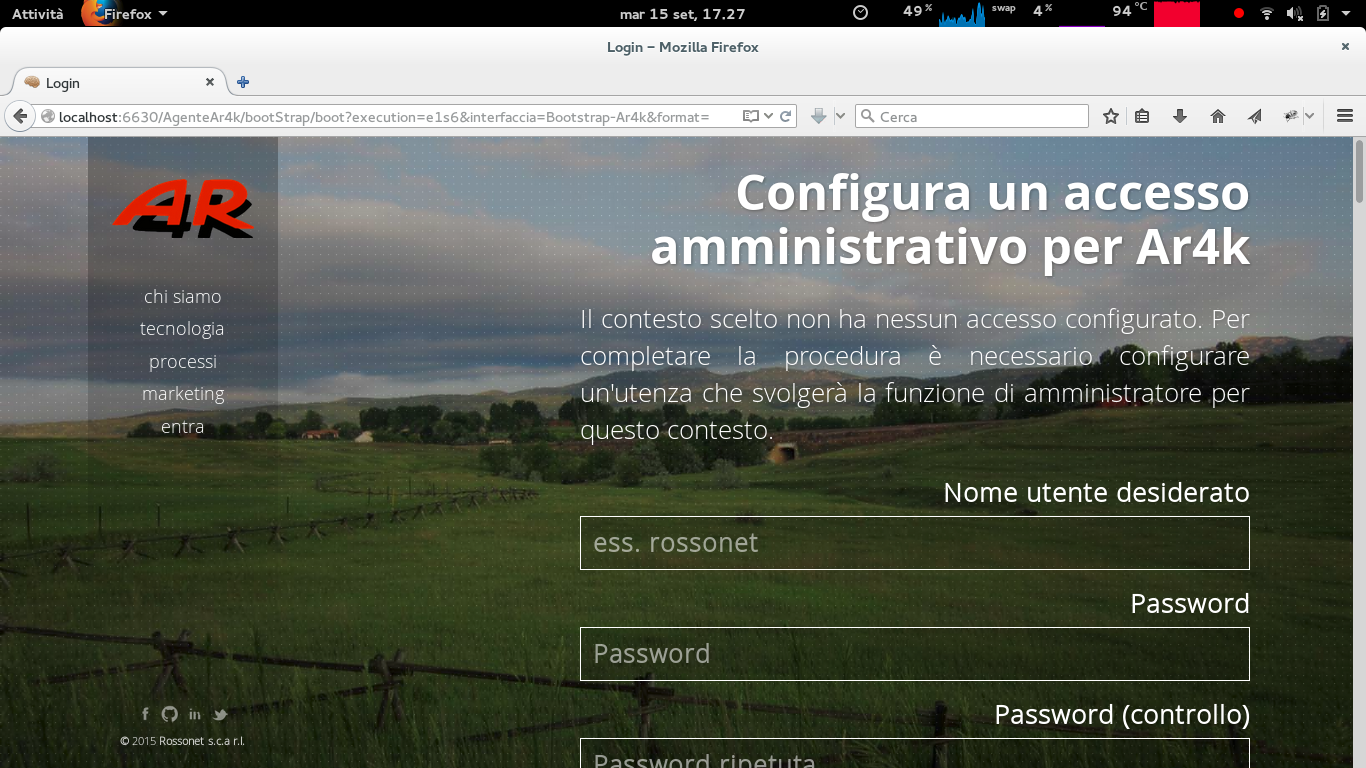 Attività
Firefox
mar 15 set, 17.27
49 %
swap
4 %
94 °C
Login – Mozilla Firefox
Login
localhost:6630/AgenteAr4k/bootStrap/boot?execution=e1s6&interfaccia=Bootstrap-Ar4k&format=
Cerca
A4R
chi siamo
tecnologia
processi
marketing
entra
Configura un accesso
amministrativo per Ar4k
Il contesto scelto non ha nessun accesso configurato. Per
completare la procedura è necessario configurare
un'utenza che svolgerà la funzione di amministratore per
questo contesto.
Nome utente desiderato
ess. rossonet
Password
Password
Password (controllo)
Password ripetuta
© 2015 Rossonet s.c.a r.l.